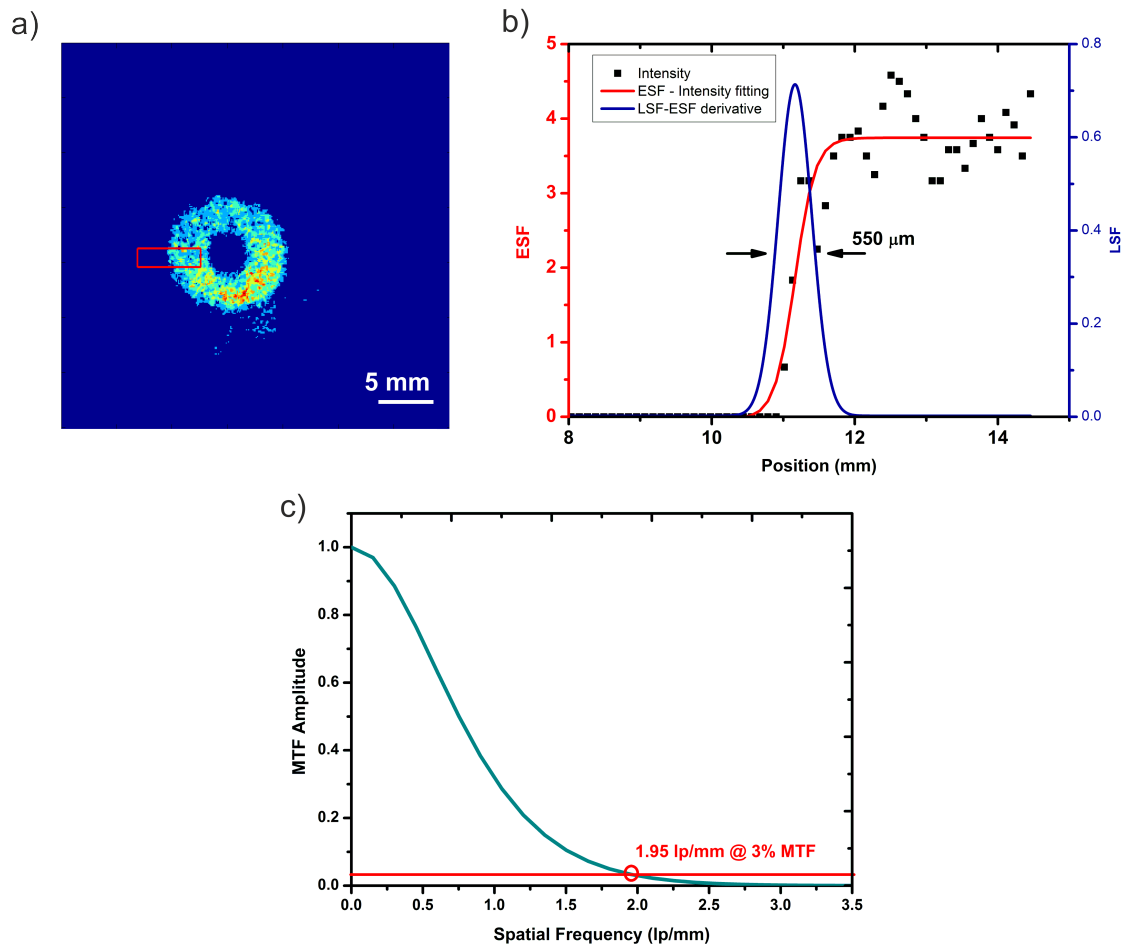 a)
5 mm
b)
Intensity
ESF - Intensity fitting
LSF-ESF derivative
550 μm
ESF
5
4
3
2
1
0
LSF
0.8
0.6
0.4
0.2
0.0
8 10 12 14
Position (mm)
c)
MTF Amplitude
1.0
0.8
0.6
0.4
0.2
0.0
1.95 lp/mm @ 3% MTF
0.0 0.5 1.0 1.5 2.0 2.5 3.0 3.5
Spatial Frequency (lp/mm)